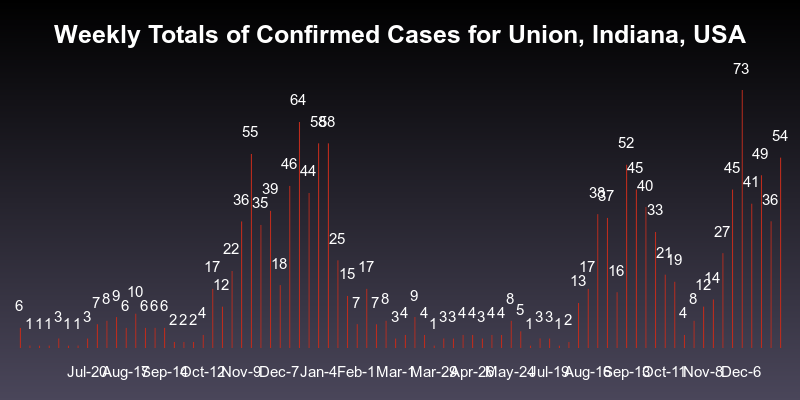 Weekly Totals of Confirmed Cases for Union, Indiana, USA
6 1 1 1 3 1 1 3 7 8 9 6 10 6 6 6 2 2 2 4 17 12 22 36 55 35 39 18 46 64 44 58 58 25 15 7 17 7 8 3 4 9 4 1 3 3 4 4 3 4 4 8 5 1 3 3 1 2 13 17 38 37 16 52 45 40 33 21 19 4 8 12 14 27 45 73 41 49 36 54
Jul-20 Aug-17 Sep-14 Oct-12 Nov-9 Dec-7 Jan-4 Feb-1 Mar-1 Mar-29 Apr-26 May-24 Jul-19 Aug-16 Sep-13 Oct-11 Nov-8 Dec-6